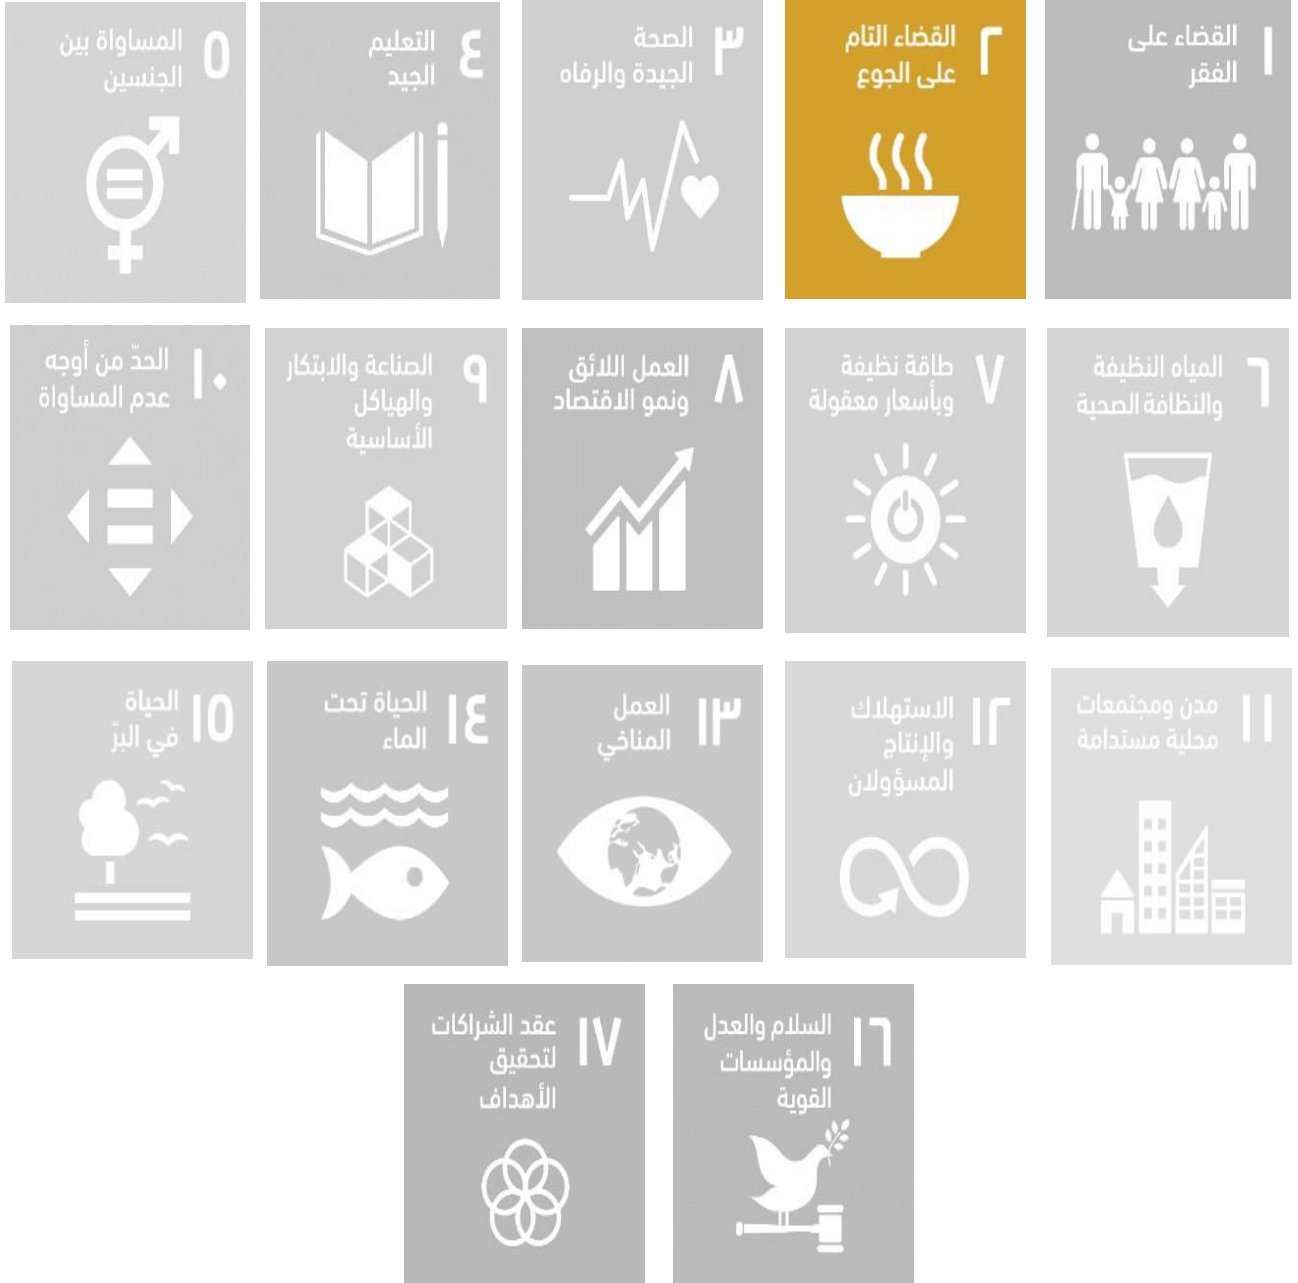 ١
القضاء على
الفقر
٢
القضاء التام
على الجوع
٣
الصحة
الجيدة والرفاه
٤
التعليم
الجيد
٥
المساواة بين
الجنسين
٦
المياه النظيفة
والنظافة الصحية
٧
طاقة نظيفة
وبأسعار معقولة
٨
العمل اللائق
ونمو الاقتصاد
٩
الصناعة والابتكار
والهياكل
الأساسية
١٠
الحدّ من أوجه
عدم المساواة
١١
مدن ومجتمعات
محلية مستدامة
١٢
الاستهلاك
والإنتاج
المسؤولان
١٣
العمل
المناخي
١٤
الحياة تحت
الماء
١٥
الحياة
في البرّ
١٦
السلام والعدل
والمؤسسات
القوية
١٧
عقد الشراكات
لتحقيق
الأهداف